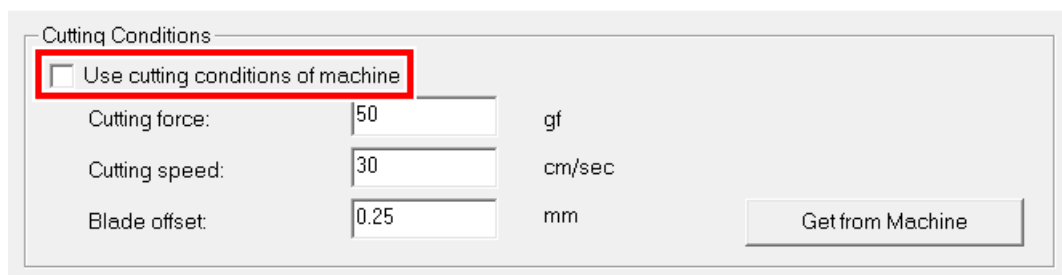 Cutting Conditions
Use cutting conditions of machine
Cutting force: 50 gf
Cutting speed: 30 cm/sec
Blade offset: 0.25 mm Get from Machine